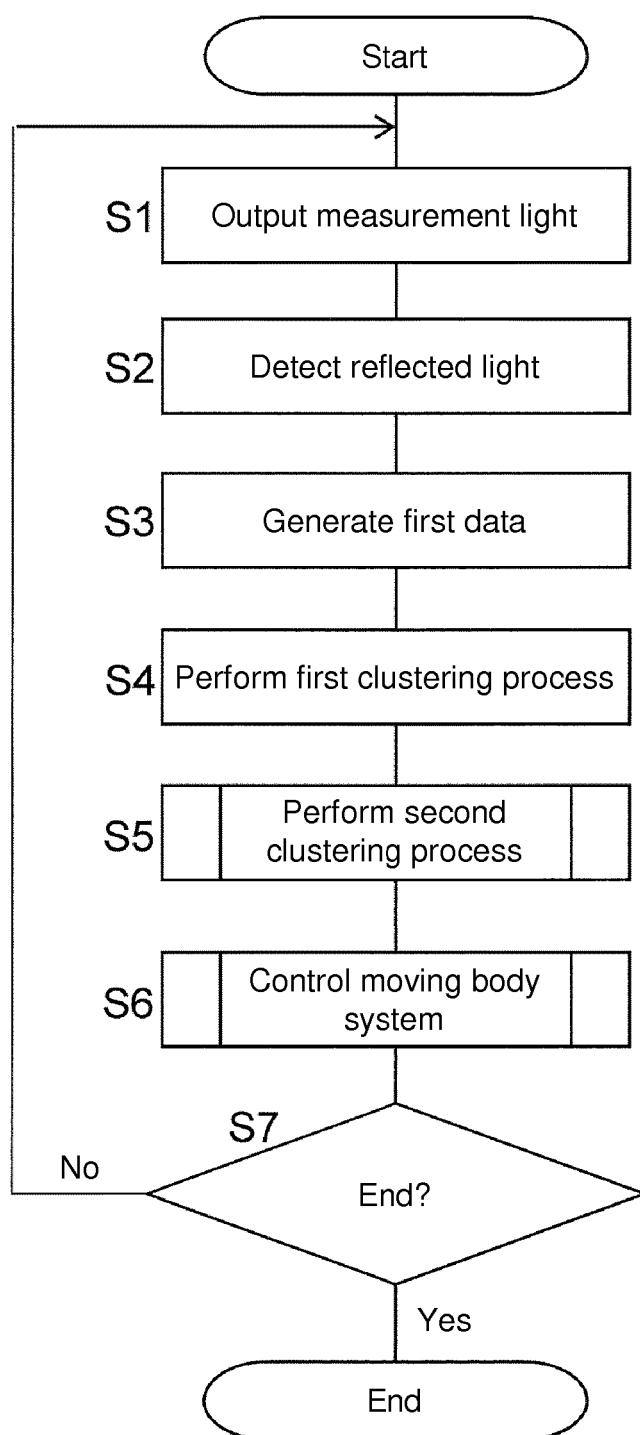 Start
S1
Output measurement light
S2
Detect reflected light
S3
Generate first data
S4
Perform first clustering process
S5
Perform second
clustering process
S6
Control moving body
system
S7
No
End?
Yes
End